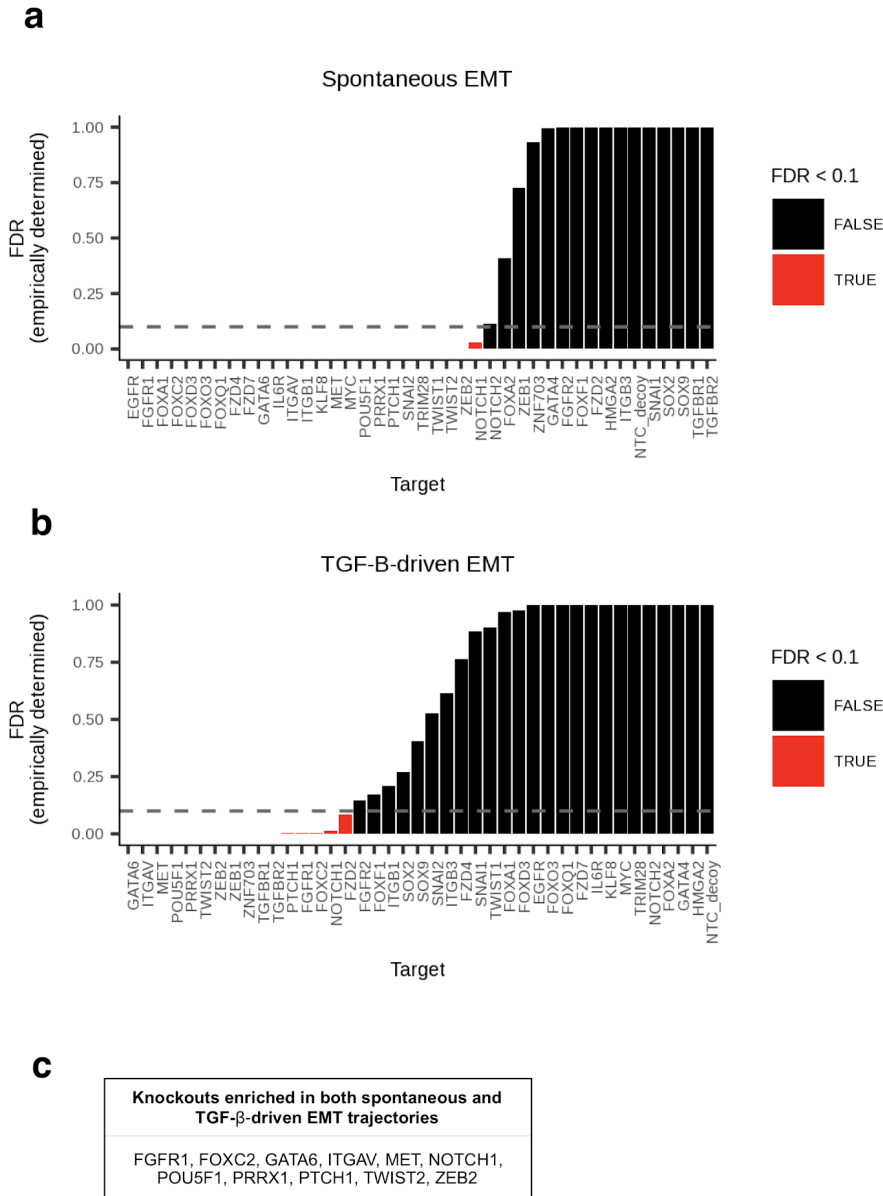 a
Spontaneous EMT
FDR
(empirically determined)
1.00
0.75
0.50
0.25
0.00
EGFR
FGFR1
FOXA1
FOXC2
FOXD3
FOXO3
FOXQ1
FZD4
FZD7
GATA6
IL6R
ITGAV
ITGB1
KLF8
MET
MYC
POU5F1
PRRX1
PTCH1
SNAI2
TRIM28
TWIST1
TWIST2
ZEB2
NOTCH1
NOTCH2
FOXA2
ZEB1
ZNF703
GATA4
FGFR2
FOXF1
FZD2
HMGA2
ITGB3
NTC_decoy
SNAI1
SOX2
SOX9
TGFBR1
TGFBR2
Target
FDR < 0.1
FALSE
TRUE
b
TGF-B-driven EMT
FDR
(empirically determined)
1.00
0.75
0.50
0.25
0.00
GATA6
ITGAV
MET
POU5F1
PRRX1
TWIST2
ZEB2
ZEB1
ZNF703
TGFBR1
TGFBR2
PTCH1
FGFR1
FOXC2
NOTCH1
FZD2
FGFR2
FOXF1
ITGB1
SOX2
SOX9
SNAI2
ITGB3
FZD4
SNAI1
TWIST1
FOXA1
FOXD3
EGFR
FOXO3
FOXQ1
FZD7
IL6R
KLF8
MYC
TRIM28
NOTCH2
FOXA2
GATA4
HMGA2
NTC_decoy
Target
FDR < 0.1
FALSE
TRUE
c
Knockouts enriched in both spontaneous and
TGF-β-driven EMT trajectories
FGFR1, FOXC2, GATA6, ITGAV, MET, NOTCH1,
POU5F1, PRRX1, PTCH1, TWIST2, ZEB2